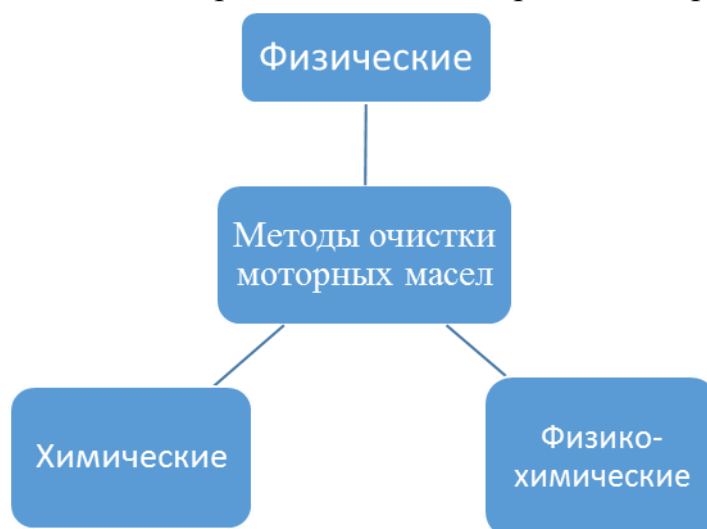 Физические
Методы очистки
моторных масел
Химические
Физико-
химические